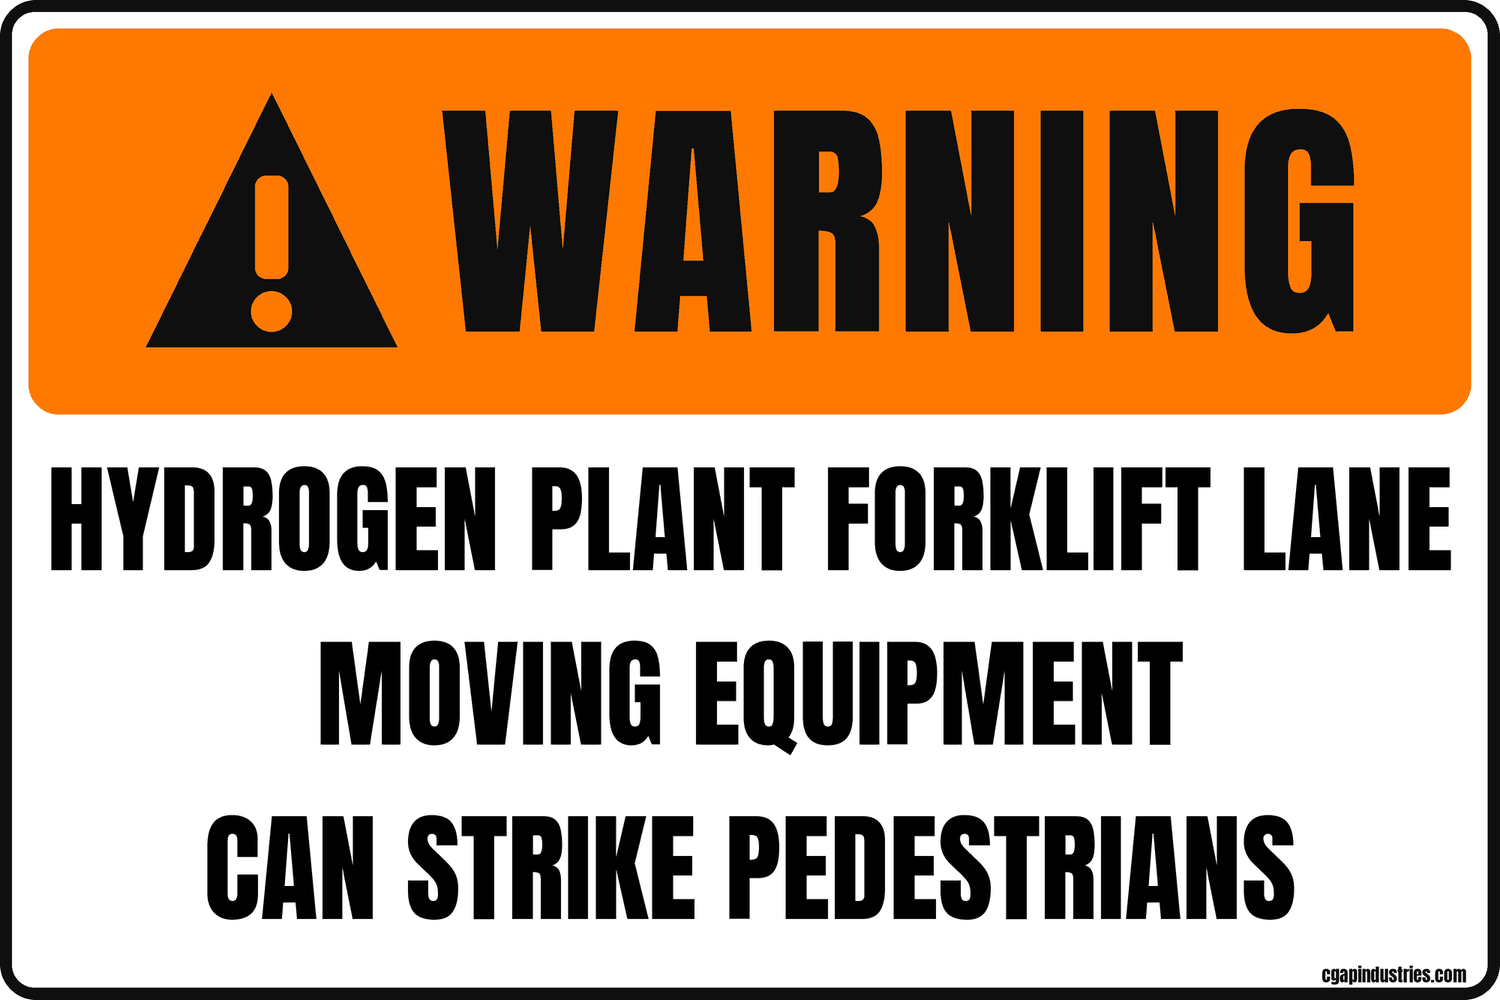 WARNING
HYDROGEN PLANT FORKLIFT LANE
MOVING EQUIPMENT
CAN STRIKE PEDESTRIANS
cgapindustries.com